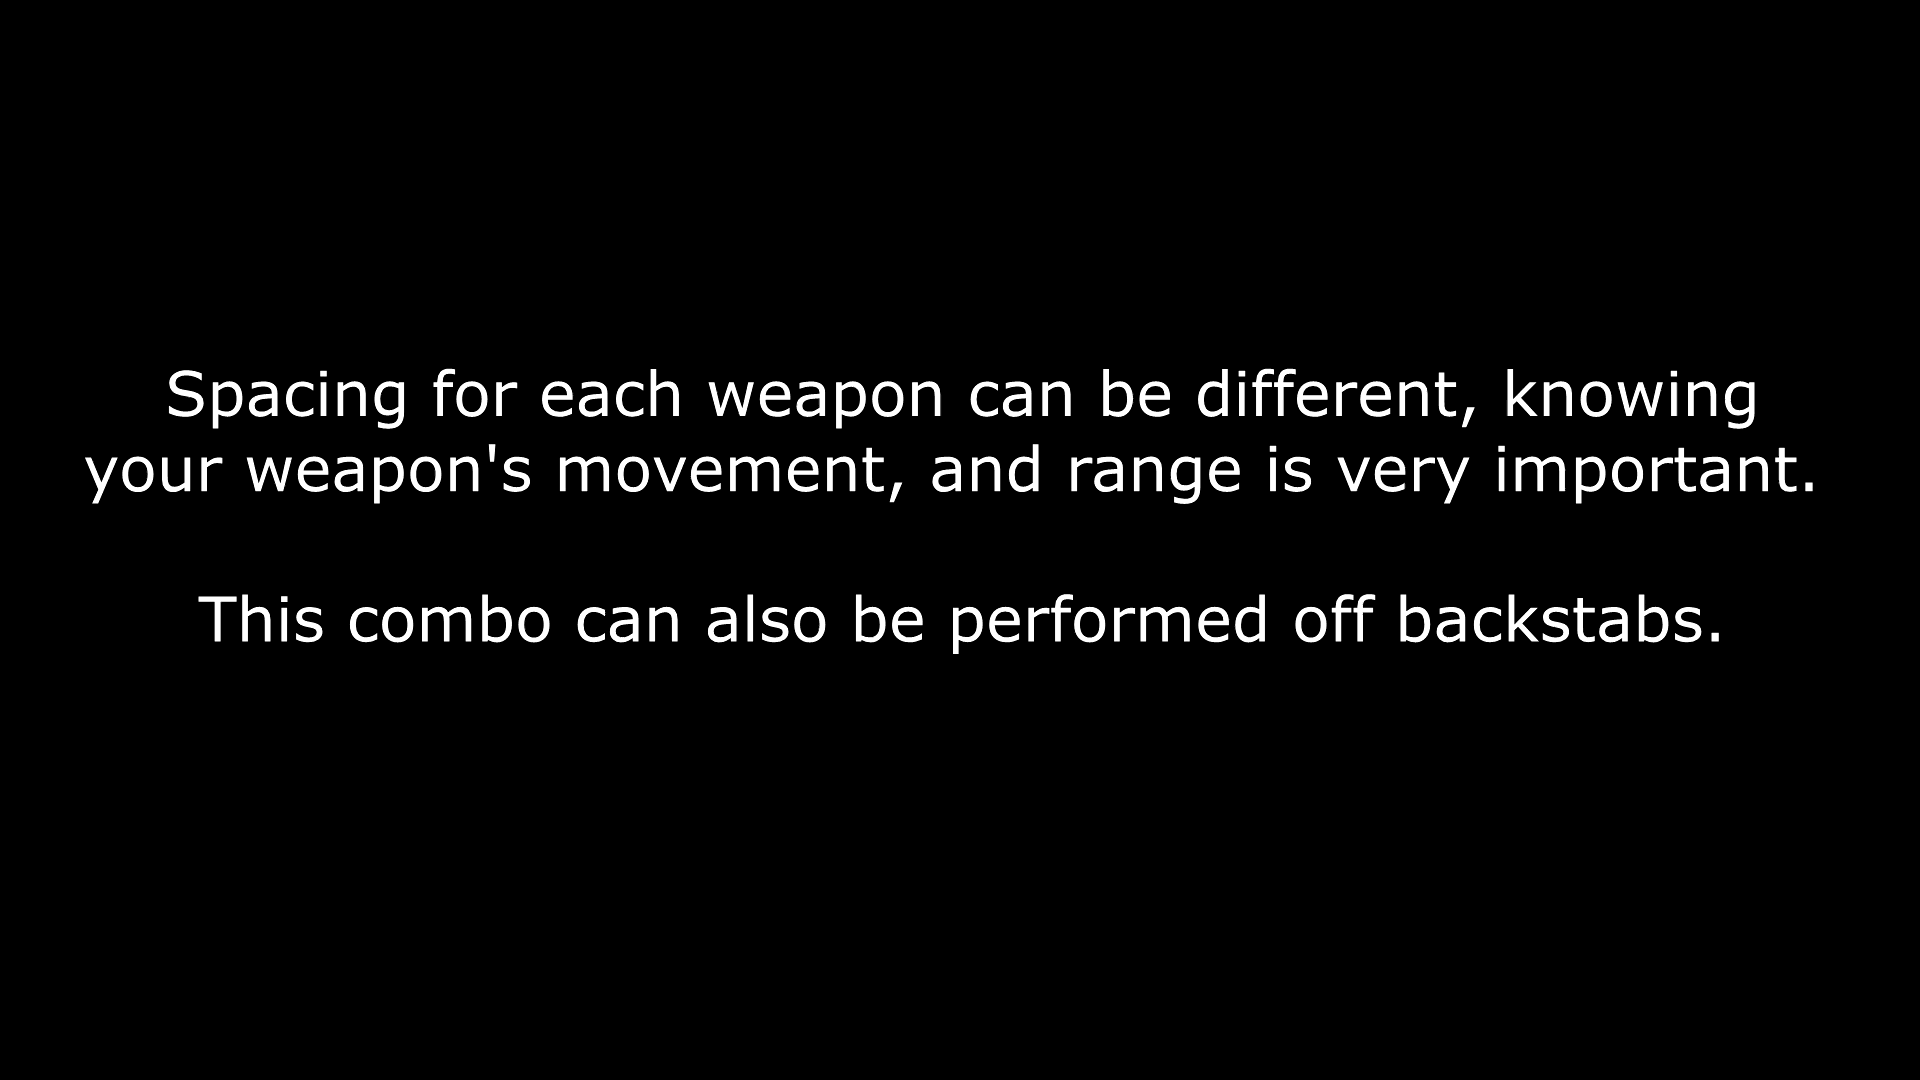 Spacing for each weapon can be different, knowing
your weapon's movement, and range is very important.
This combo can also be performed off backstabs.